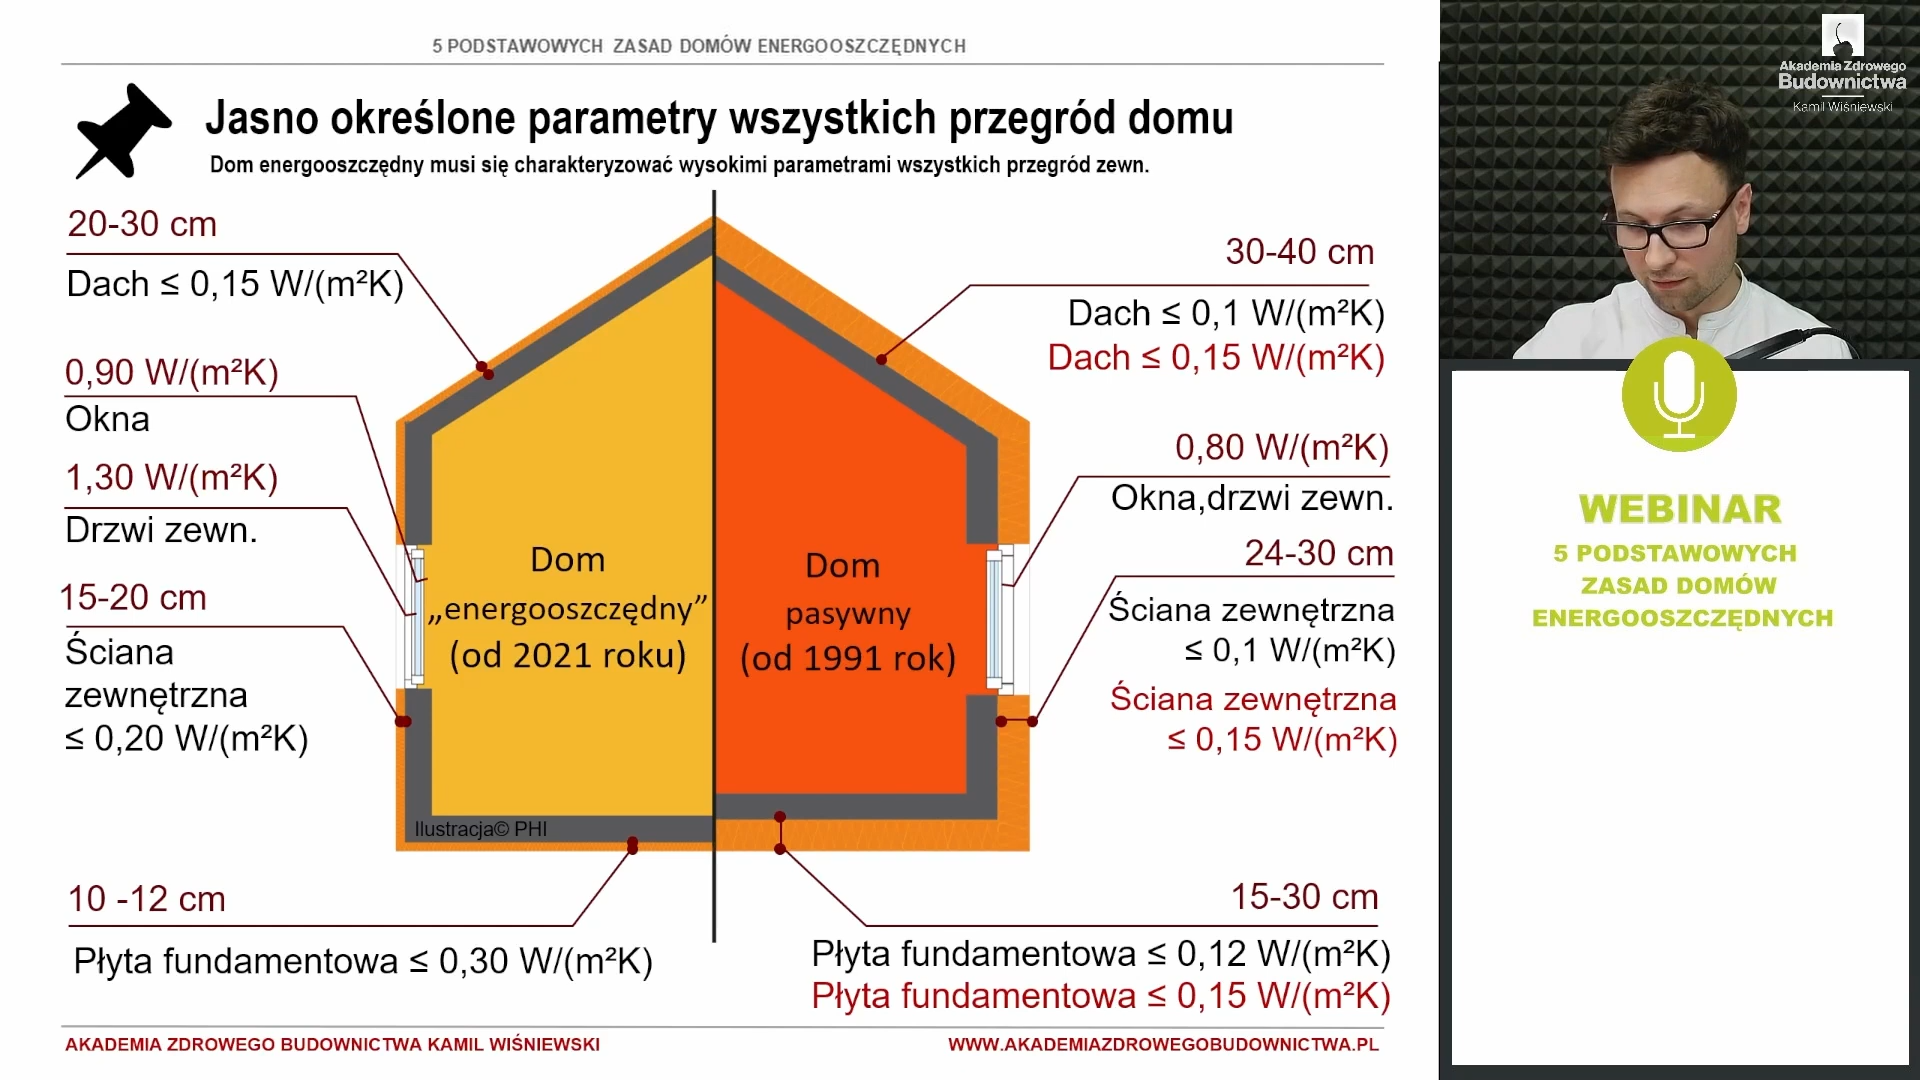 5 PODSTAWOWYCH ZASAD DOMÓW ENERGOOSZCZĘDNYCH
Jasno określone parametry wszystkich przegród domu
Dom energooszczędny musi się charakteryzować wysokimi parametrami wszystkich przegród zewn.
20-30 cm
Dach ≤ 0,15 W/(m²K)
0,90 W/(m²K)
Okna
1,30 W/(m²K)
Drzwi zewn.
15-20 cm
Ściana
zewnętrzna
≤ 0,20 W/(m²K)
10 -12 cm
Płyta fundamentowa ≤ 0,30 W/(m²K)
Dom
„energooszczędny”
(od 2021 roku)
Ilustracja© PHI
Dom
pasywny
(od 1991 rok)
30-40 cm
Dach ≤ 0,1 W/(m²K)
Dach ≤ 0,15 W/(m²K)
0,80 W/(m²K)
Okna,drzwi zewn.
24-30 cm
Ściana zewnętrzna
≤ 0,1 W/(m²K)
Ściana zewnętrzna
≤ 0,15 W/(m²K)
15-30 cm
Płyta fundamentowa ≤ 0,12 W/(m²K)
Płyta fundamentowa ≤ 0,15 W/(m²K)
AKADEMIA ZDROWEGO BUDOWNICTWA KAMIL WIŚNIEWSKI
WWW.AKADEMIAZDROWEGOBUDOWNICTWA.PL
Akademia Zdrowego
Budownictwa
Kamil Wiśniewski
WEBINAR
5 PODSTAWOWYCH
ZASAD DOMÓW
ENERGOOSZCZĘDNYCH